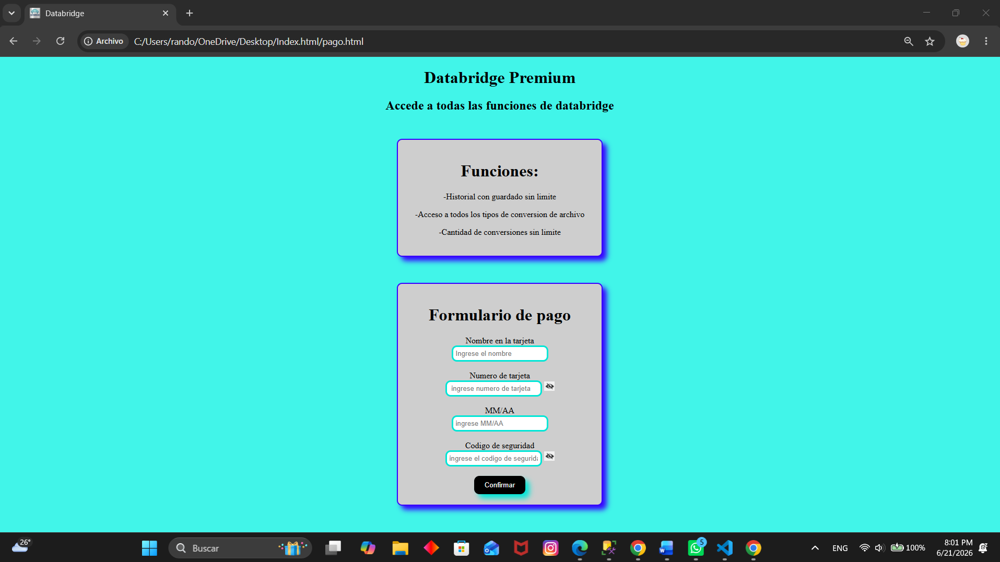 Databridge
Archivo
C:/Users/rando/OneDrive/Desktop/Index.html/pago.html
Databridge Premium
Accede a todas las funciones de databridge
Funciones:
-Historial con guardado sin limite
-Acceso a todos los tipos de conversion de archivo
-Cantidad de conversiones sin limite
Formulario de pago
Nombre en la tarjeta
Ingrese el nombre
Numero de tarjeta
ingrese numero de tarjeta
MM/AA
ingrese MM/AA
Codigo de seguridad
ingrese el codigo de segurida
Confirmar
26°
Buscar
5
ENG
100%
8:01 PM
6/21/2026